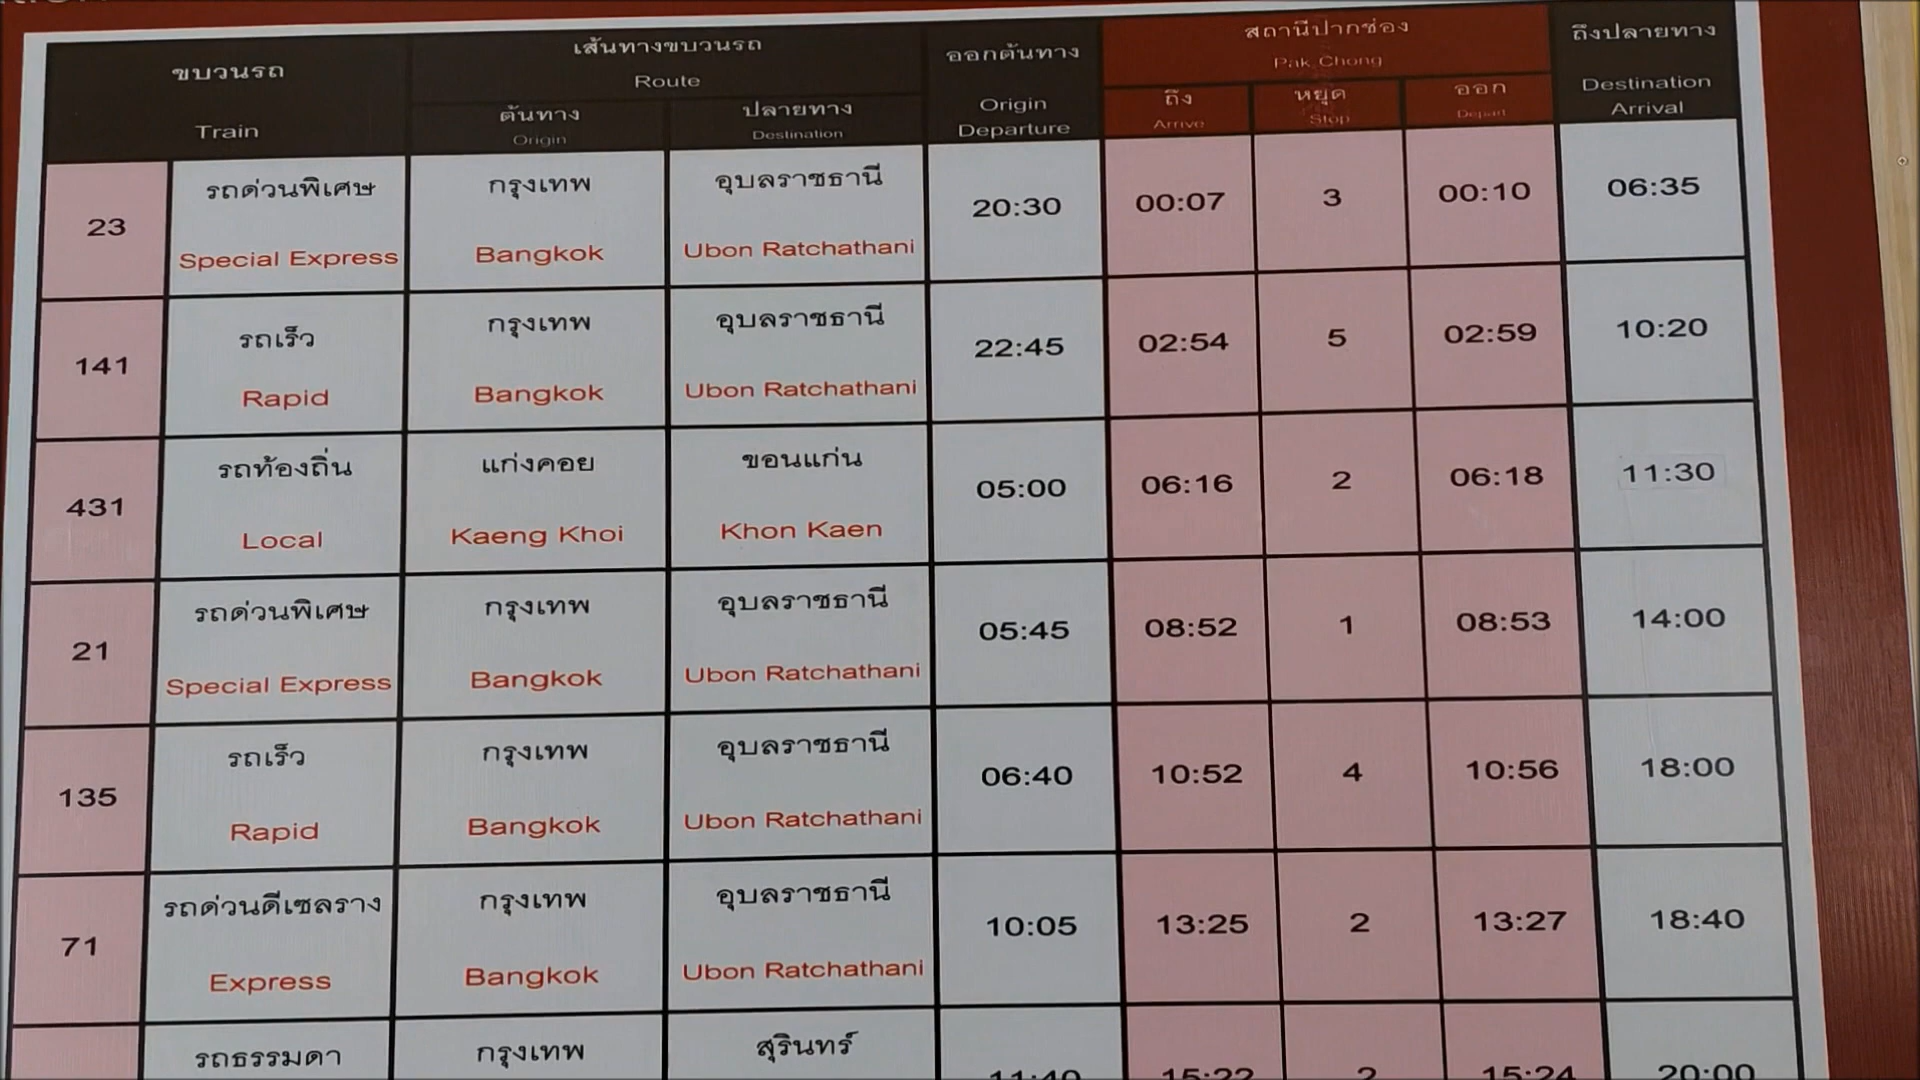 ขบวนรถ
Train
เส้นทางขบวนรถ
Route
ต้นทาง
Origin
ปลายทาง
Destination
ออกต้นทาง
Origin
Departure
สถานีปากช่อง
Pak Chong
ถึง
Arrive
หยุด
Stop
ออก
Depart
ถึงปลายทาง
Destination
Arrival
23
รถด่วนพิเศษ
Special Express
กรุงเทพ
Bangkok
อุบลราชธานี
Ubon Ratchathani
20:30
00:07
3
00:10
06:35
141
รถเร็ว
Rapid
กรุงเทพ
Bangkok
อุบลราชธานี
Ubon Ratchathani
22:45
02:54
5
02:59
10:20
431
รถท้องถิ่น
Local
แก่งคอย
Kaeng Khoi
ขอนแก่น
Khon Kaen
05:00
06:16
2
06:18
11:30
21
รถด่วนพิเศษ
Special Express
กรุงเทพ
Bangkok
อุบลราชธานี
Ubon Ratchathani
05:45
08:52
1
08:53
14:00
135
รถเร็ว
Rapid
กรุงเทพ
Bangkok
อุบลราชธานี
Ubon Ratchathani
06:40
10:52
4
10:56
18:00
71
รถด่วนดีเซลราง
Express
กรุงเทพ
Bangkok
อุบลราชธานี
Ubon Ratchathani
10:05
13:25
2
13:27
18:40
รถธรรมดา
กรุงเทพ
สุรินทร์
11:40
15:22
2
15:24
20:00